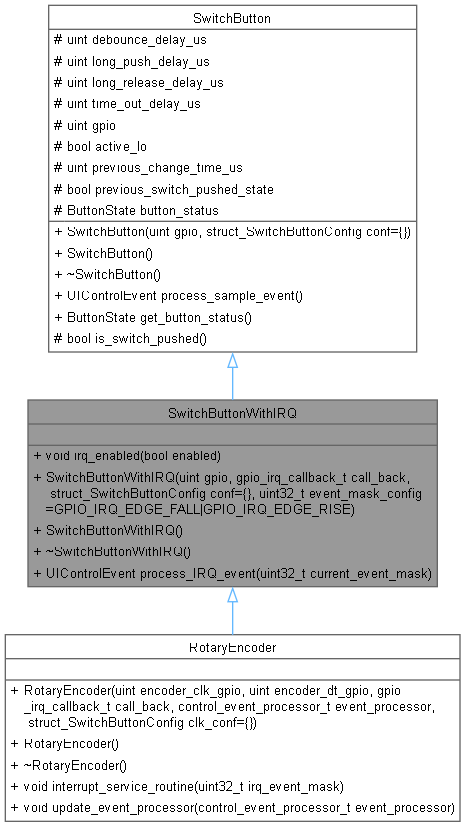 SwitchButton
# uint debounce_delay_us
# uint long_push_delay_us
# uint long_release_delay_us
# uint time_out_delay_us
# uint gpio
# bool active_lo
# uint previous_change_time_us
# bool previous_switch_pushed_state
# ButtonState button_status
+ SwitchButton(uint gpio, struct_SwitchButtonConfig conf={})
+ SwitchButton()
+ ~SwitchButton()
+ UIControlEvent process_sample_event()
+ ButtonState get_button_status()
# bool is_switch_pushed()
SwitchButtonWithIRQ
+ void irq_enabled(bool enabled)
+ SwitchButtonWithIRQ(uint gpio, gpio_irq_callback_t call_back,
struct_SwitchButtonConfig conf={}, uint32_t event_mask_config
=GPIO_IRQ_EDGE_FALL|GPIO_IRQ_EDGE_RISE)
+ SwitchButtonWithIRQ()
+ ~SwitchButtonWithIRQ()
+ UIControlEvent process_IRQ_event(uint32_t current_event_mask)
RotaryEncoder
+ RotaryEncoder(uint encoder_clk_gpio, uint encoder_dt_gpio, gpio
_irq_callback_t call_back, control_event_processor_t event_processor,
struct_SwitchButtonConfig clk_conf={})
+ RotaryEncoder()
+ ~RotaryEncoder()
+ void interrupt_service_routine(uint32_t irq_event_mask)
+ void update_event_processor(control_event_processor_t event_processor)